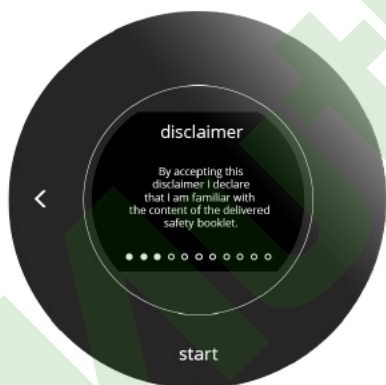 disclaimer
By accepting this
disclaimer I declare
that I am familiar with
the content of the delivered
safety booklet.
start